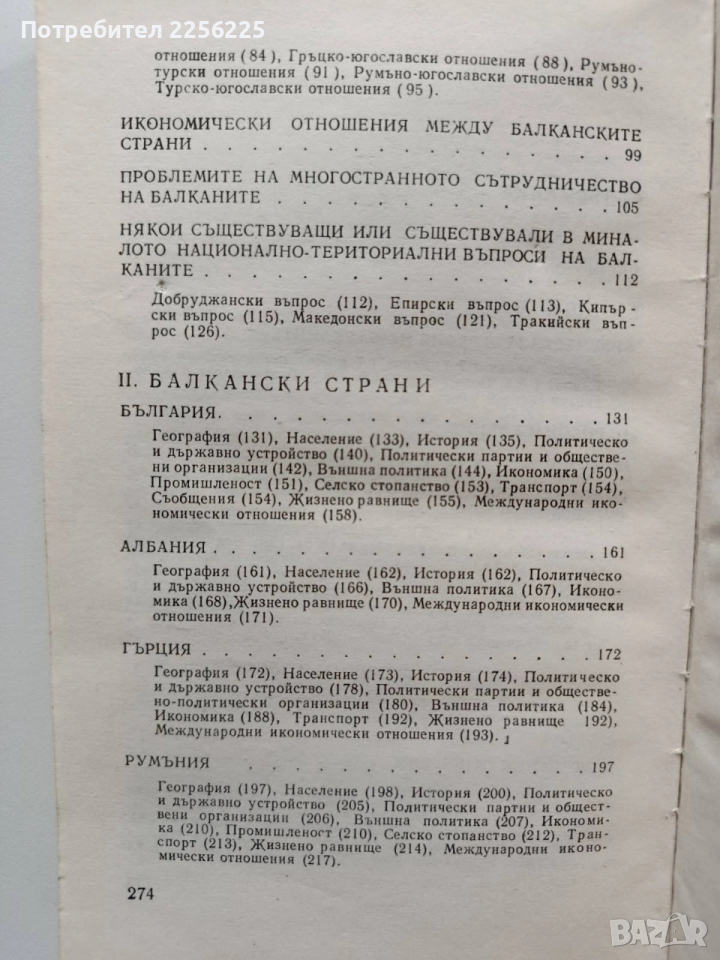 Потребител 2256225
отношения (84), Гръцко-югославски отношения (88), Румъно-
турски отношения (91), Румъно-югославски отношения (93),
Турско-югославски отношения (95).
ИКОНОМИЧЕСКИ ОТНОШЕНИЯ МЕЖДУ БАЛКАНСКИТЕ
СТРАНИ . . . . . . . . . . . . . . . . 99
ПРОБЛЕМИТЕ НА МНОГОСТРАННОТО СЪТРУДНИЧЕСТВО
НА БАЛКАНИТЕ . . . . . . . . . . . . . 105
НЯКОИ СЪЩЕСТВУВАЩИ ИЛИ СЪЩЕСТВУВАЛИ В МИНА-
ЛОТО НАЦИОНАЛНО-ТЕРИТОРИАЛНИ ВЪПРОСИ НА БАЛ-
КАНИТЕ . . . . . . . . . . . . . . . . 112
Добруджански въпрос (112), Епирски въпрос (113), Кипър-
ски въпрос (115), Македонски въпрос (121), Тракийски въп-
рос (126).
II. БАЛКАНСКИ СТРАНИ
БЪЛГАРИЯ. . . . . . . . . . . . . . . 131
География (131), Население (133), История (135), Политическо
и държавно устройство (140), Политически партии и обществе-
ни организации (142), Външна политика (144), Икономика (150),
Промишленост (151), Селско стопанство (153), Транспорт (154),
Съобщения (154), Жизнено равнище (155), Международни ико-
номически отношения (158).
АЛБАНИЯ . . . . . . . . . . . . . . . . 161
География (161), Население (162), История (162), Политическо
и държавно устройство (166), Външна политика (167), Иконо-
мика (168),Жизнено равнище (170), Международни икономически
отношения (171).
ГЪРЦИЯ . . . . . . . . . . . . . . . . 172
География (172), Население (173), История (174), Политическо
и държавно устройство (178), Политически партии и обществе-
но-политически организации (180), Външна политика (184),
Икономика (188), Транспорт (192), Жизнено равнище 192),
Международни икономически отношения (193).
РУМЪНИЯ . . . . . . . . . . . . . . . 197
География (197), Население (198), История (200), Политическо
и държавно устройство (205), Политически партии и общест-
вени организации (206), Външна политика (207), Икономи-
ка (210), Промишленост (210), Селско стопанство (212), Тран-
спорт (213), Жизнено равнище (214), Международни иконо-
мически отношения (217).
274
BAZAR